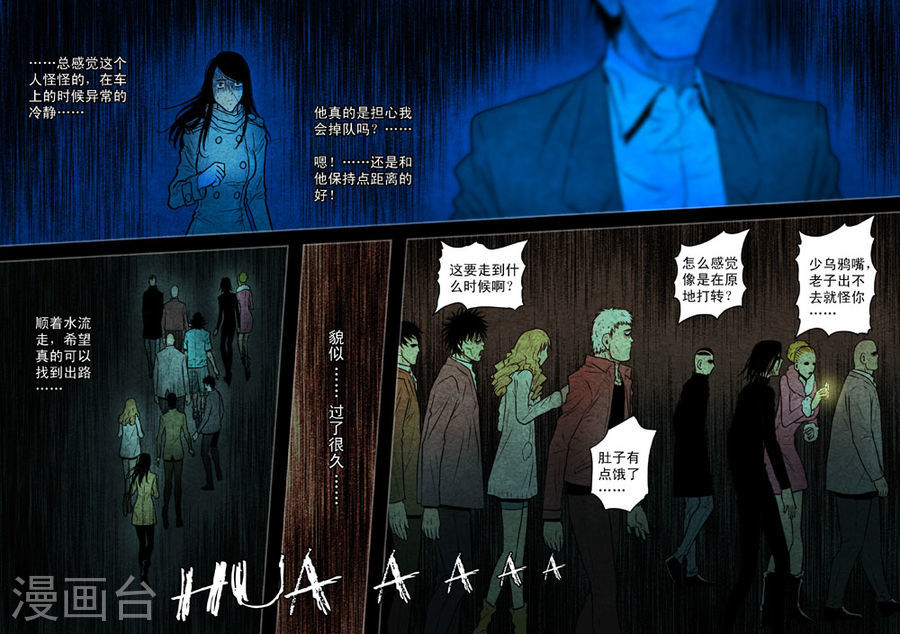 ……总感觉这个
人怪怪的，在车
上的时候异常的
冷静……
他真的是担心我
会掉队吗？……
嗯！……还是和
他保持点距离的
好！
顺着水流
走，希望
真的可以
找到出路
……
貌似……过了很久……
这要走到什
么时候啊？
肚子有
点饿了
……
怎么感觉
像是在原
地打转？
少乌鸦嘴，
老子出不
去就怪你
……
HUA A A A A
漫画台